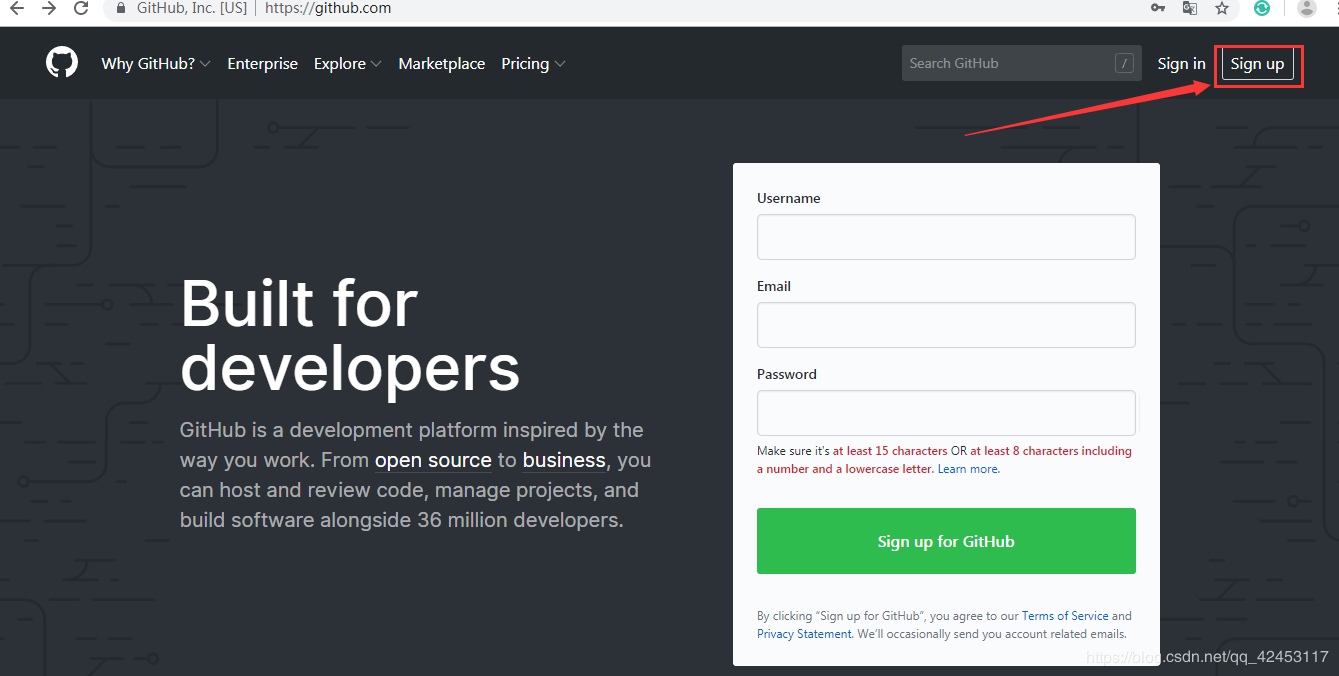 GitHub, Inc. [US] | https://github.com
Why GitHub? Enterprise Explore Marketplace Pricing Search GitHub / Sign in Sign up
Built for
developers
GitHub is a development platform inspired by the
way you work. From open source to business, you
can host and review code, manage projects, and
build software alongside 36 million developers.
Username
Email
Password
Make sure it's at least 15 characters OR at least 8 characters including
a number and a lowercase letter. Learn more.
Sign up for GitHub
By clicking “Sign up for GitHub”, you agree to our Terms of Service and
Privacy Statement. We’ll occasionally send you account related emails.
https://blog.csdn.net/qq_42453117